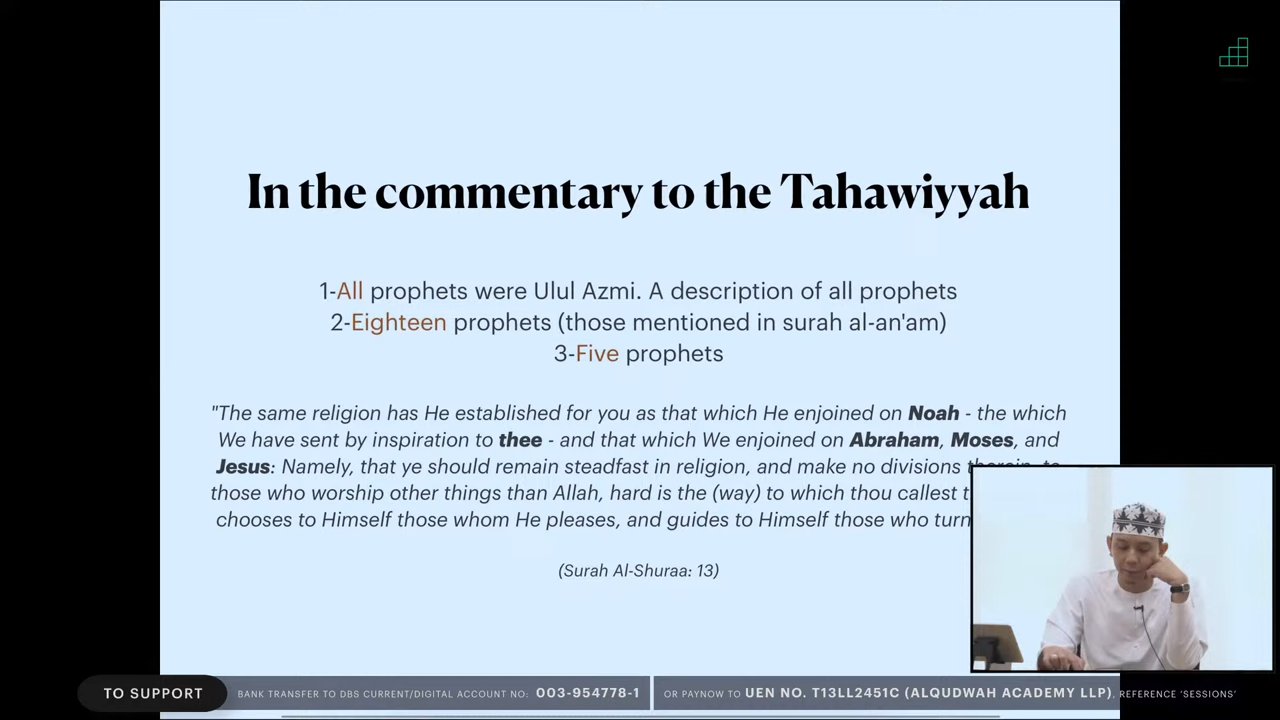 In the commentary to the Tahawiyyah
1-All prophets were Ulul Azmi. A description of all prophets
2-Eighteen prophets (those mentioned in surah al-an'am)
3-Five prophets
"The same religion has He established for you as that which He enjoined on Noah - the which
We have sent by inspiration to thee - and that which We enjoined on Abraham, Moses, and
Jesus: Namely, that ye should remain steadfast in religion, and make no divisions therein, to
those who worship other things than Allah, hard is the (way) to which thou callest
chooses to Himself those whom He pleases, and guides to Himself those who turn
(Surah Al-Shuraa: 13)
TO SUPPORT
BANK TRANSFER TO DBS CURRENT/DIGITAL ACCOUNT NO: 003-954778-1
OR PAYNOW TO UEN NO. T13LL2451C (ALQUDWAH ACADEMY LLP), REFERENCE 'SESSIONS'